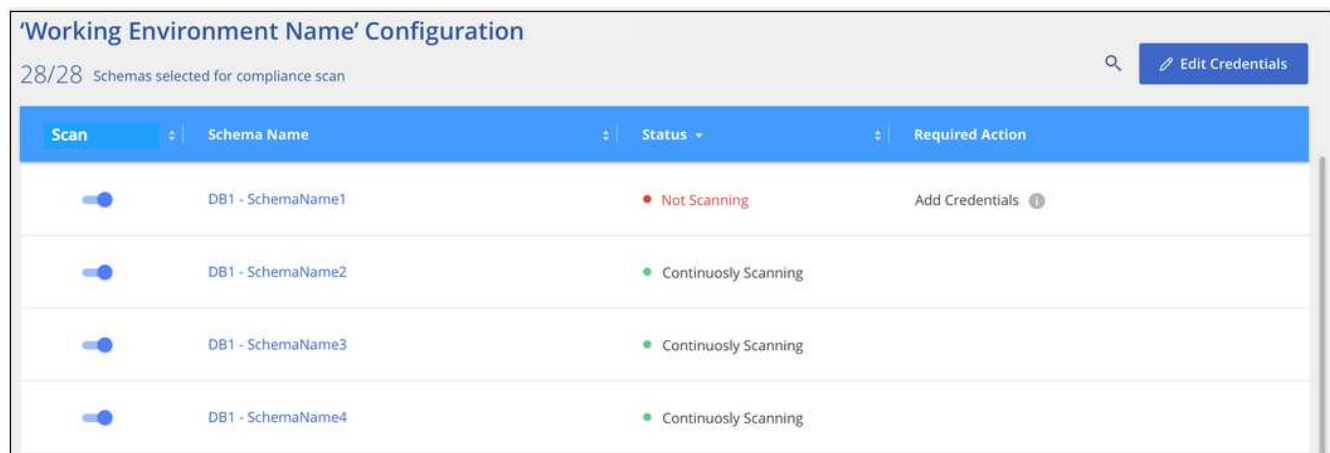 ‘Working Environment Name’ Configuration
28/28 Schemas selected for compliance scan
Edit Credentials
Scan Schema Name Status Required Action
DB1 - SchemaName1 Not Scanning Add Credentials i
DB1 - SchemaName2 Continuosly Scanning
DB1 - SchemaName3 Continuosly Scanning
DB1 - SchemaName4 Continuosly Scanning